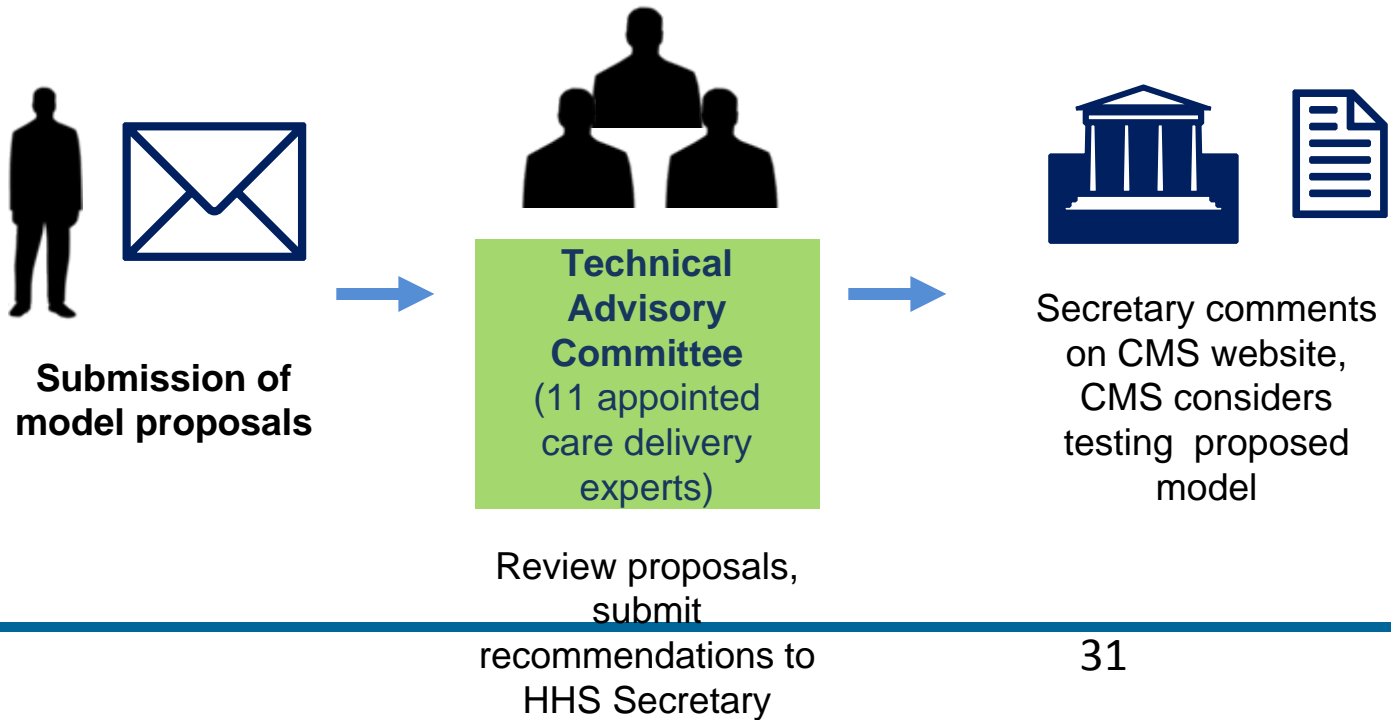 Submission of
model proposals
Technical
Advisory
Committee
(11 appointed
care delivery
experts)
Review proposals,
submit
recommendations to
HHS Secretary
Secretary comments
on CMS website,
CMS considers
testing proposed
model
31